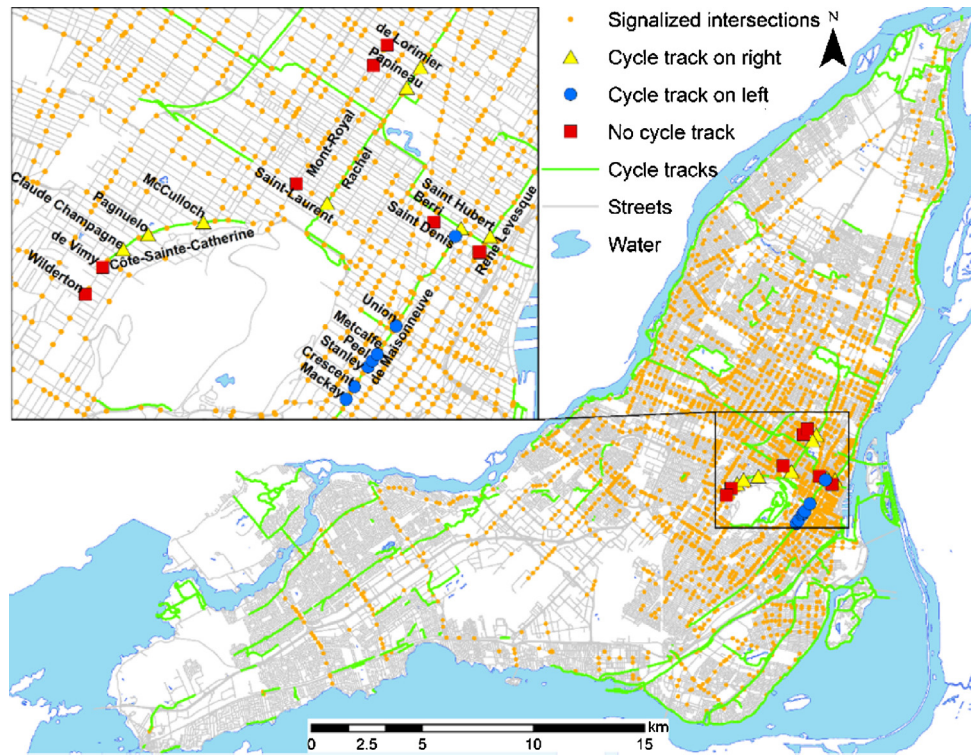 de Lorimier
Papineau
Mont-Royal
Rachel
Saint-Laurent
McCulloch
Pagnuelo
Claude Champagne
Côte-Sainte-Catherine
de Vimy
Wilderton
Saint Hubert
Berri
Saint Denis
Rene Levesque
Union
Metcalfe
Peel
Stanley
Crescent
Mackay
de Maisonneuve
Signalized intersections
N
Cycle track on right
Cycle track on left
No cycle track
Cycle tracks
Streets
Water
km
0 2.5 5 10 15